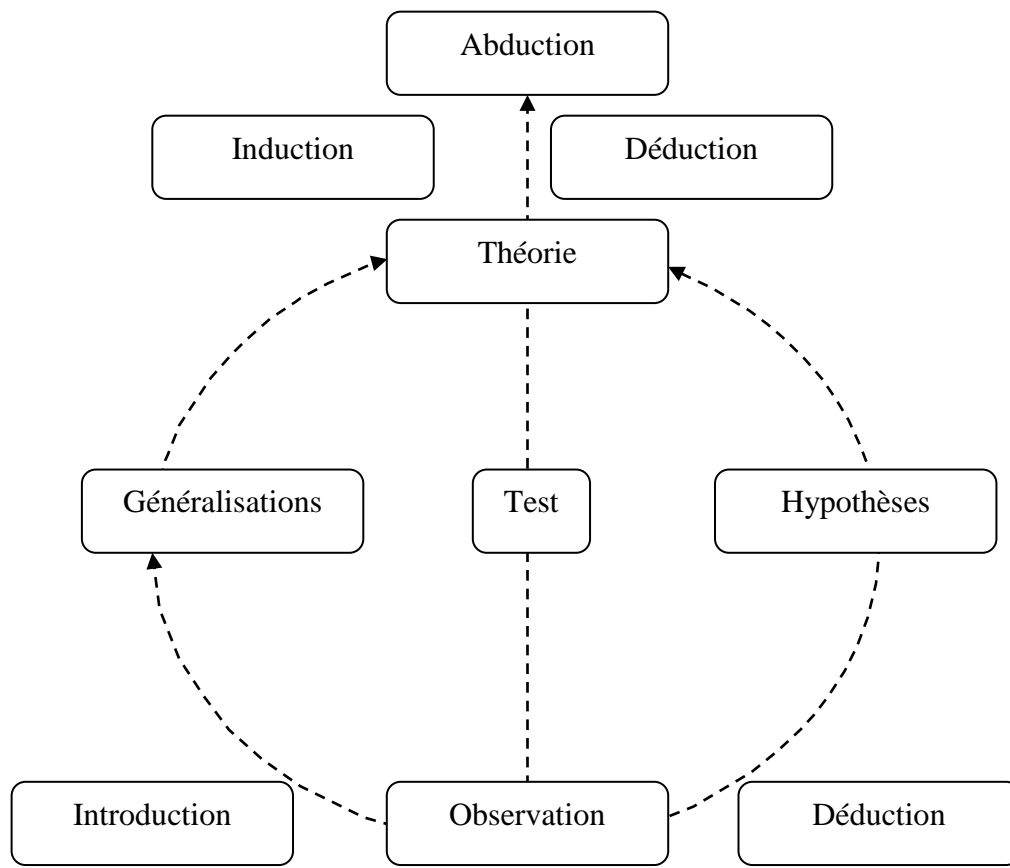 Abduction
Induction
Déduction
Théorie
Généralisations
Test
Hypothèses
Introduction
Observation
Déduction